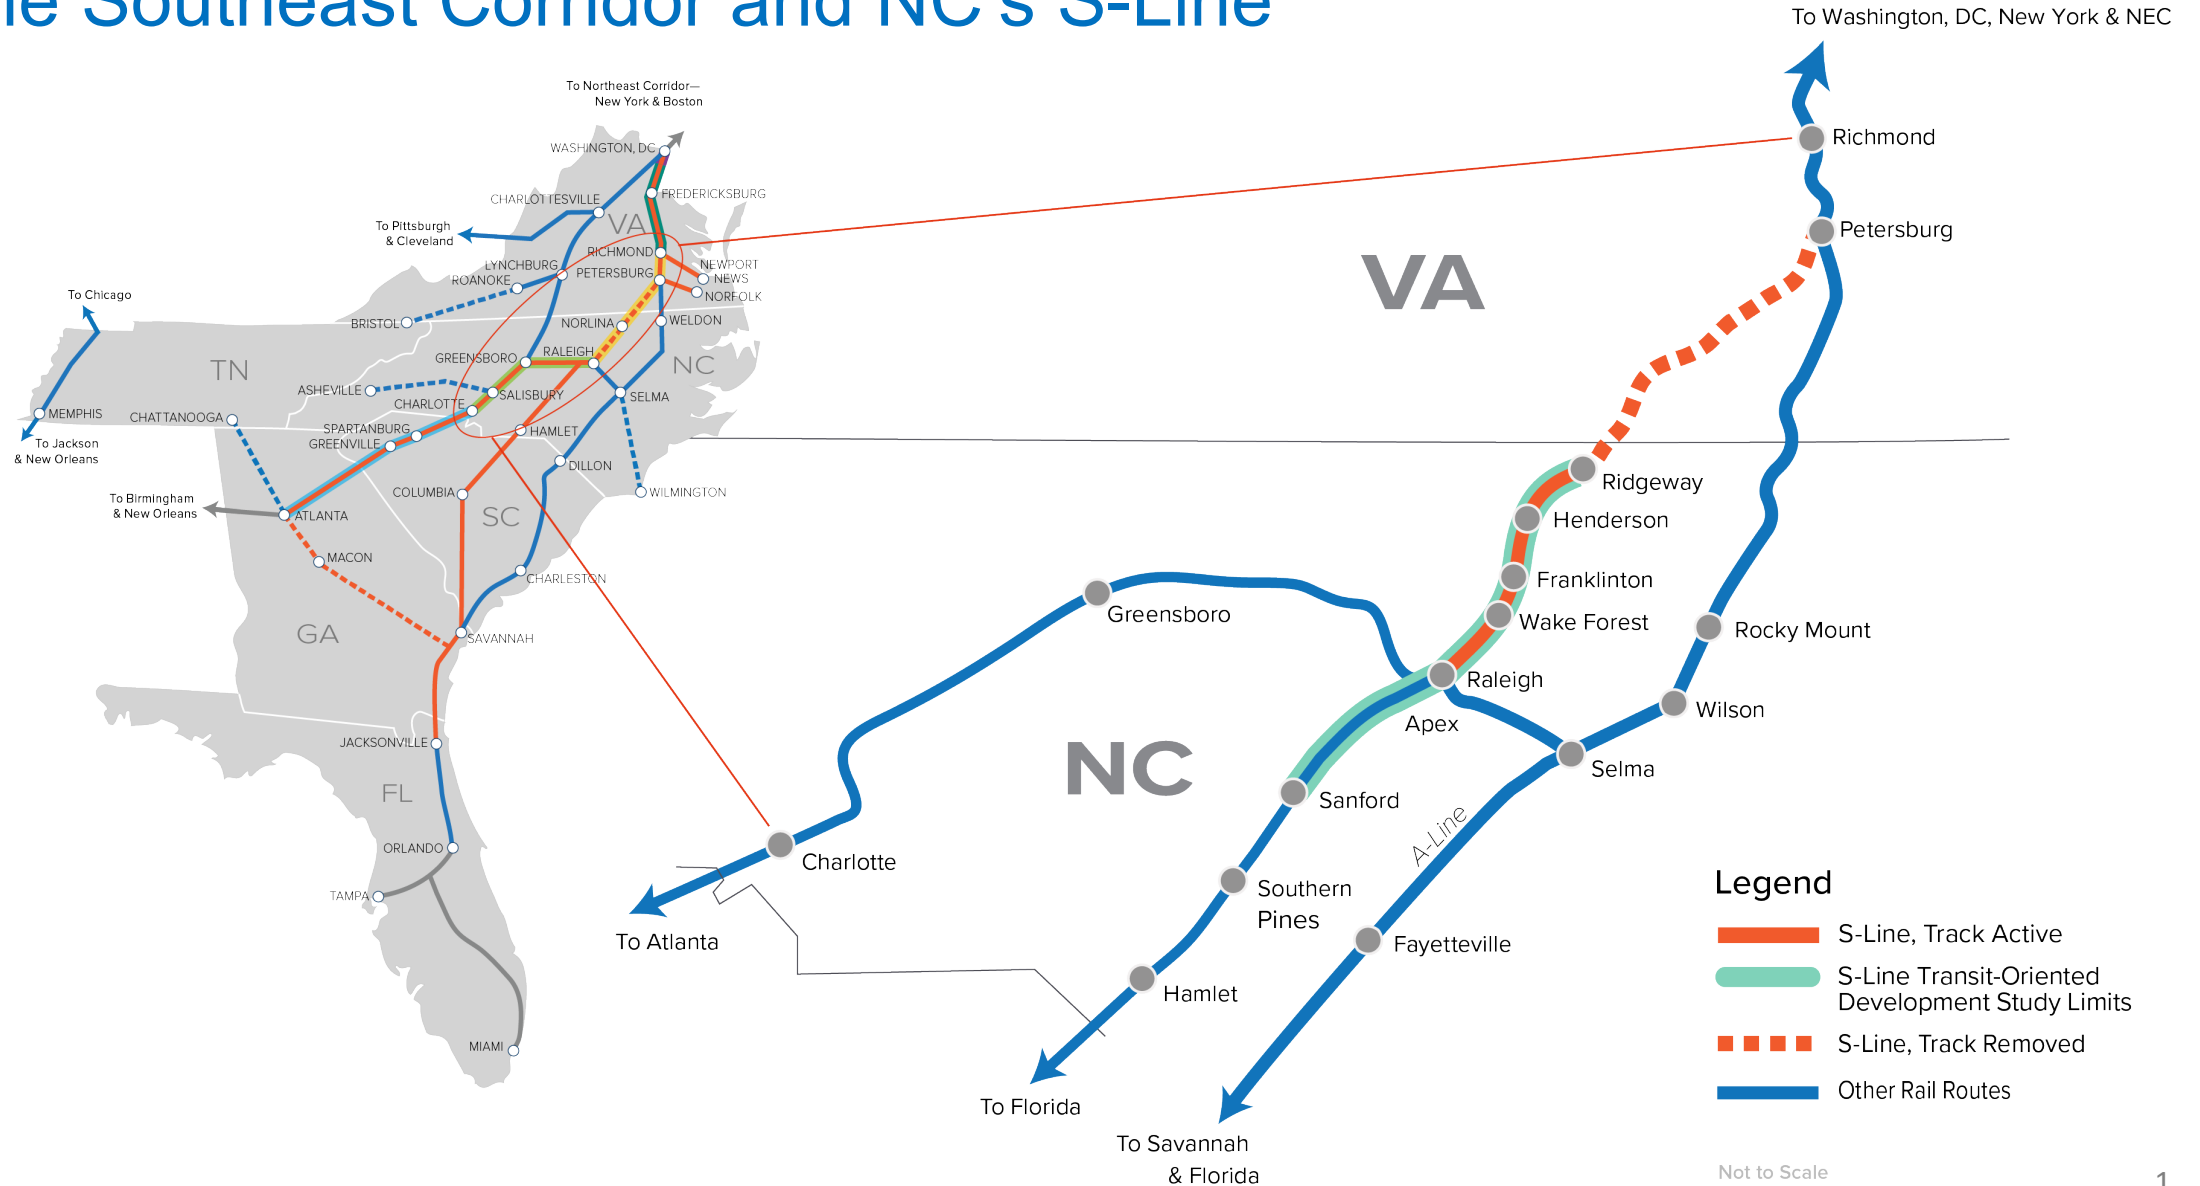 he Southeast Corridor and NC's S-Line
To Washington, DC, New York & NEC
To Northeast Corridor—
New York & Boston
WASHINGTON, DC
FREDERICKSBURG
CHARLOTTESVILLE
VA
To Pittsburgh
& Cleveland
RICHMOND
LYNCHBURG
ROANOKE
PETERSBURG
NEWPORT
NEWS
NORFOLK
To Chicago
BRISTOL
NORLINA
WELDON
TN
GREENSBORO
RALEIGH
NC
ASHEVILLE
SALISBURY
SELMA
MEMPHIS
CHATTANOOGA
CHARLOTTE
SPARTANBURG
GREENVILLE
HAMLET
To Jackson
& New Orleans
DILLON
COLUMBIA
WILMINGTON
To Birmingham
& New Orleans
ATLANTA
SC
MACON
CHARLESTON
GA
SAVANNAH
JACKSONVILLE
FL
ORLANDO
TAMPA
MIAMI
Richmond
Petersburg
VA
Ridgeway
Henderson
Franklinton
Wake Forest
Greensboro
Rocky Mount
Raleigh
Apex
Wilson
NC
Selma
Sanford
A-Line
Charlotte
Southern
Pines
To Atlanta
Fayetteville
Hamlet
To Florida
To Savannah
& Florida
Legend
S-Line, Track Active
S-Line Transit-Oriented
Development Study Limits
S-Line, Track Removed
Other Rail Routes
Not to Scale
1